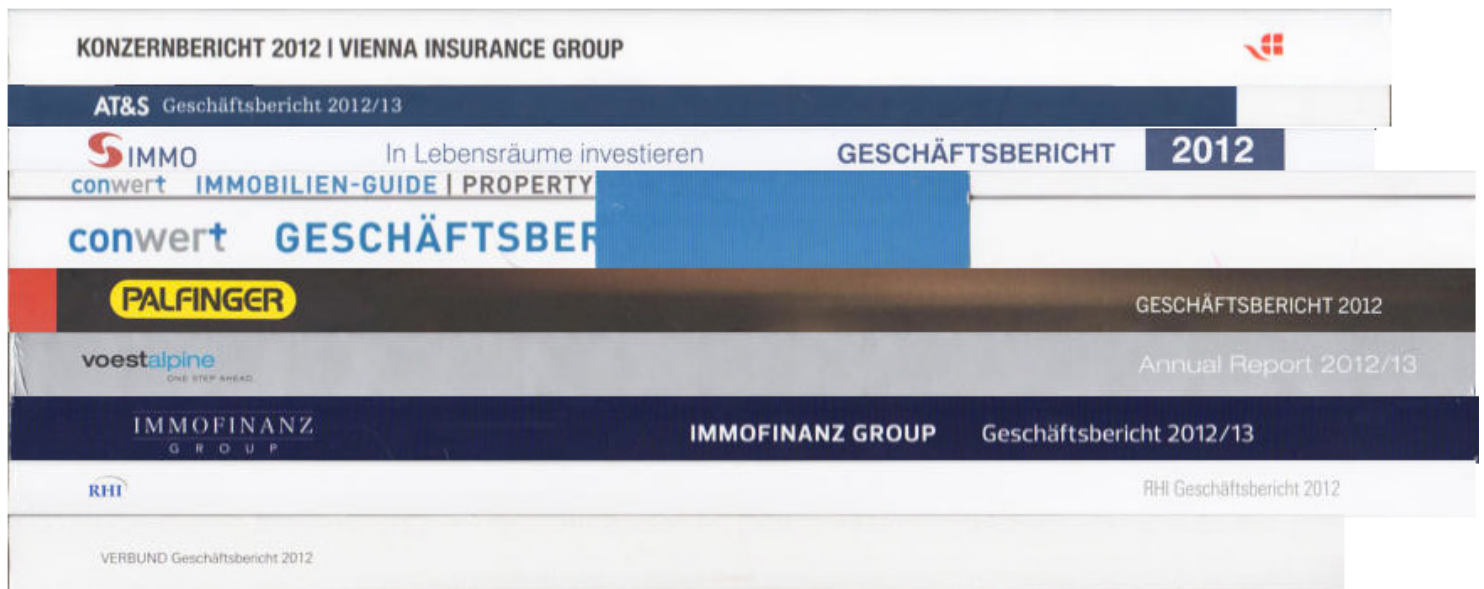 KONZERNBERICHT 2012 | VIENNA INSURANCE GROUP
AT&S Geschäftsbericht 2012/13
S IMMO In Lebensräume investieren GESCHÄFTSBERICHT 2012
conwert IMMOBILIEN-GUIDE | PROPERTY
conwert GESCHÄFTSBER
PALFINGER GESCHÄFTSBERICHT 2012
voestalpine Annual Report 2012/13
ONE STEP AHEAD.
IMMOFINANZ GROUP IMMOFINANZ GROUP Geschäftsbericht 2012/13
RHI RHI Geschäftsbericht 2012
VERBUND Geschäftsbericht 2012